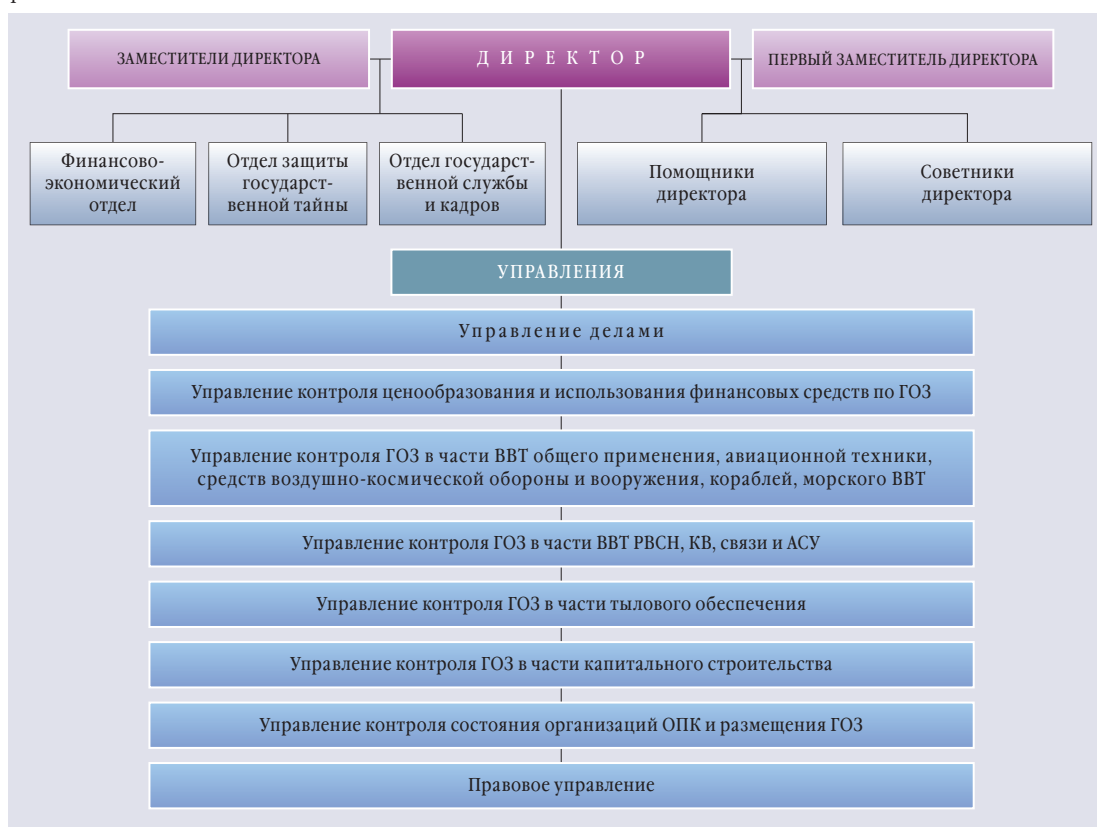 ЗАМЕСТИТЕЛИ ДИРЕКТОРА
ДИРЕКТОР
ПЕРВЫЙ ЗАМЕСТИТЕЛЬ ДИРЕКТОРА
Финансово-
экономический
отдел
Отдел защиты
государст-
венной тайны
Отдел государст-
венной службы
и кадров
Помощники
директора
Советники
директора
УПРАВЛЕНИЯ
Управление делами
Управление контроля ценообразования и использования финансовых средств по ГОЗ
Управление контроля ГОЗ в части ВВТ общего применения, авиационной техники,
средств воздушно-космической обороны и вооружения, кораблей, морского ВВТ
Управление контроля ГОЗ в части ВВТ РВСН, КВ, связи и АСУ
Управление контроля ГОЗ в части тылового обеспечения
Управление контроля ГОЗ в части капитального строительства
Управление контроля состояния организаций ОПК и размещения ГОЗ
Правовое управление